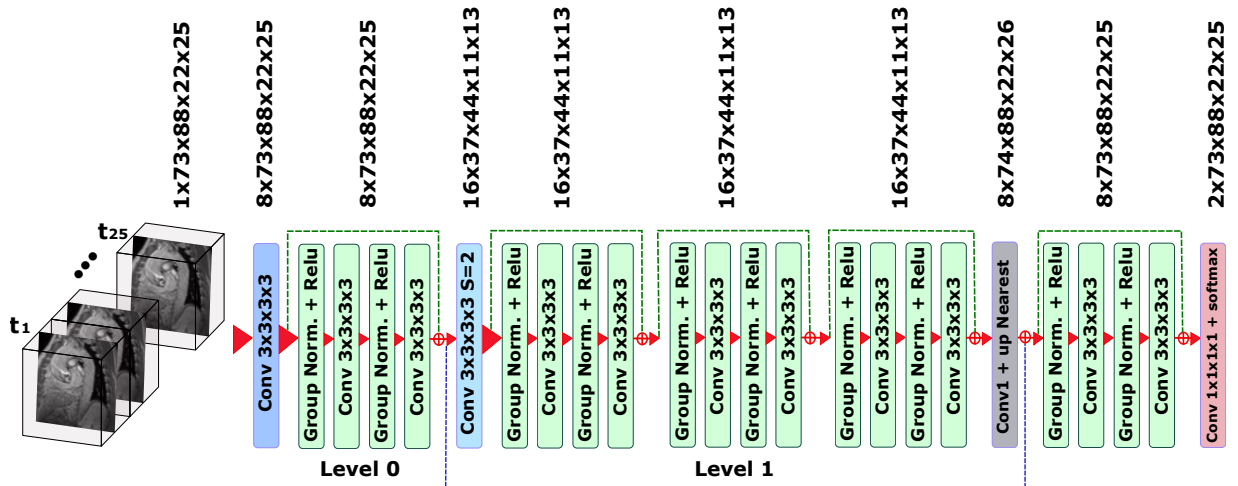 1x73x88x22x25
8x73x88x22x25
8x73x88x22x25
16x37x44x11x13
16x37x44x11x13
16x37x44x11x13
16x37x44x11x13
8x74x88x22x26
8x73x88x22x25
2x73x88x22x25
t25
t1
Conv 3x3x3x3
Group Norm. + Relu
Conv 3x3x3x3
Group Norm. + Relu
Conv 3x3x3x3
Conv 3x3x3x3 S=2
Group Norm. + Relu
Conv 3x3x3x3
Group Norm. + Relu
Conv 3x3x3x3
Group Norm. + Relu
Conv 3x3x3x3
Group Norm. + Relu
Conv 3x3x3x3
Group Norm. + Relu
Conv 3x3x3x3
Group Norm. + Relu
Conv 3x3x3x3
Conv1 + up Nearest
Group Norm. + Relu
Conv 3x3x3x3
Group Norm. + Relu
Conv 3x3x3x3
Conv 1x1x1x1 + softmax
Level 0
Level 1